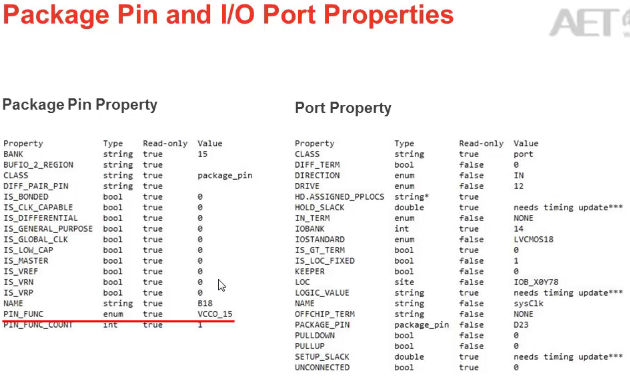 Package Pin and I/O Port Properties
AET
Package Pin Property
Property Type Read-only Value
BANK string true 15
BUFIO_2_REGION string true
CLASS string true package_pin
DIFF_PAIR_PIN string true
IS_BONDED bool true 0
IS_CLK_CAPABLE bool true 0
IS_DIFFERENTIAL bool true 0
IS_GENERAL_PURPOSE bool true 0
IS_GLOBAL_CLK bool true 0
IS_LOW_CAP bool true 0
IS_MASTER bool true 0
IS_VREF bool true 0
IS_VRN bool true 0
IS_VRP bool true 0
NAME string true B18
PIN_FUNC enum true VCCO_15
PIN_FUNC_COUNT int true 1
Port Property
Property Type Read-only Value
CLASS string true port
DIFF_TERM bool false 0
DIRECTION enum false IN
DRIVE enum false 12
HD.ASSIGNED_PPLOCS string* true
HOLD_SLACK double true needs timing update***
IN_TERM enum false NONE
IOBANK int true 14
IOSTANDARD enum false LVCMOS18
IS_GT_TERM bool true 0
IS_LOC_FIXED bool false 1
KEEPER bool false 0
LOC site false IOB_X0Y78
LOGIC_VALUE string true needs timing update***
NAME string false sysClk
OFFCHIP_TERM string false NONE
PACKAGE_PIN package_pin false D23
PULLDOWN bool false 0
PULLUP bool false 0
SETUP_SLACK double true needs timing update***
UNCONNECTED bool true 0